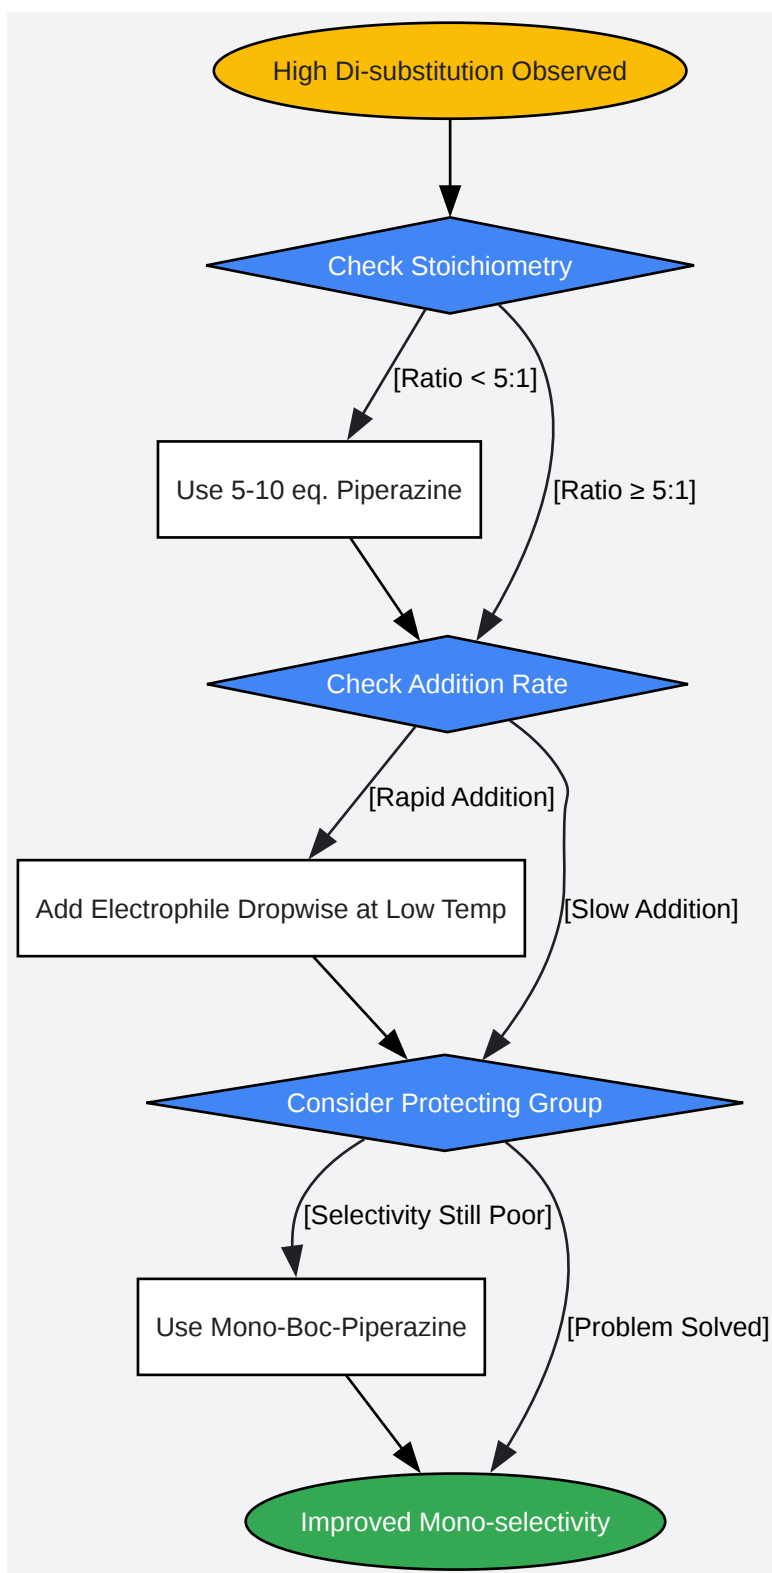 High Di-substitution Observed
Check Stoichiometry
[Ratio < 5:1]
Use 5-10 eq. Piperazine
[Ratio ≥ 5:1]
Check Addition Rate
[Rapid Addition]
Add Electrophile Dropwise at Low Temp
[Slow Addition]
Consider Protecting Group
[Selectivity Still Poor]
Use Mono-Boc-Piperazine
[Problem Solved]
Improved Mono-selectivity